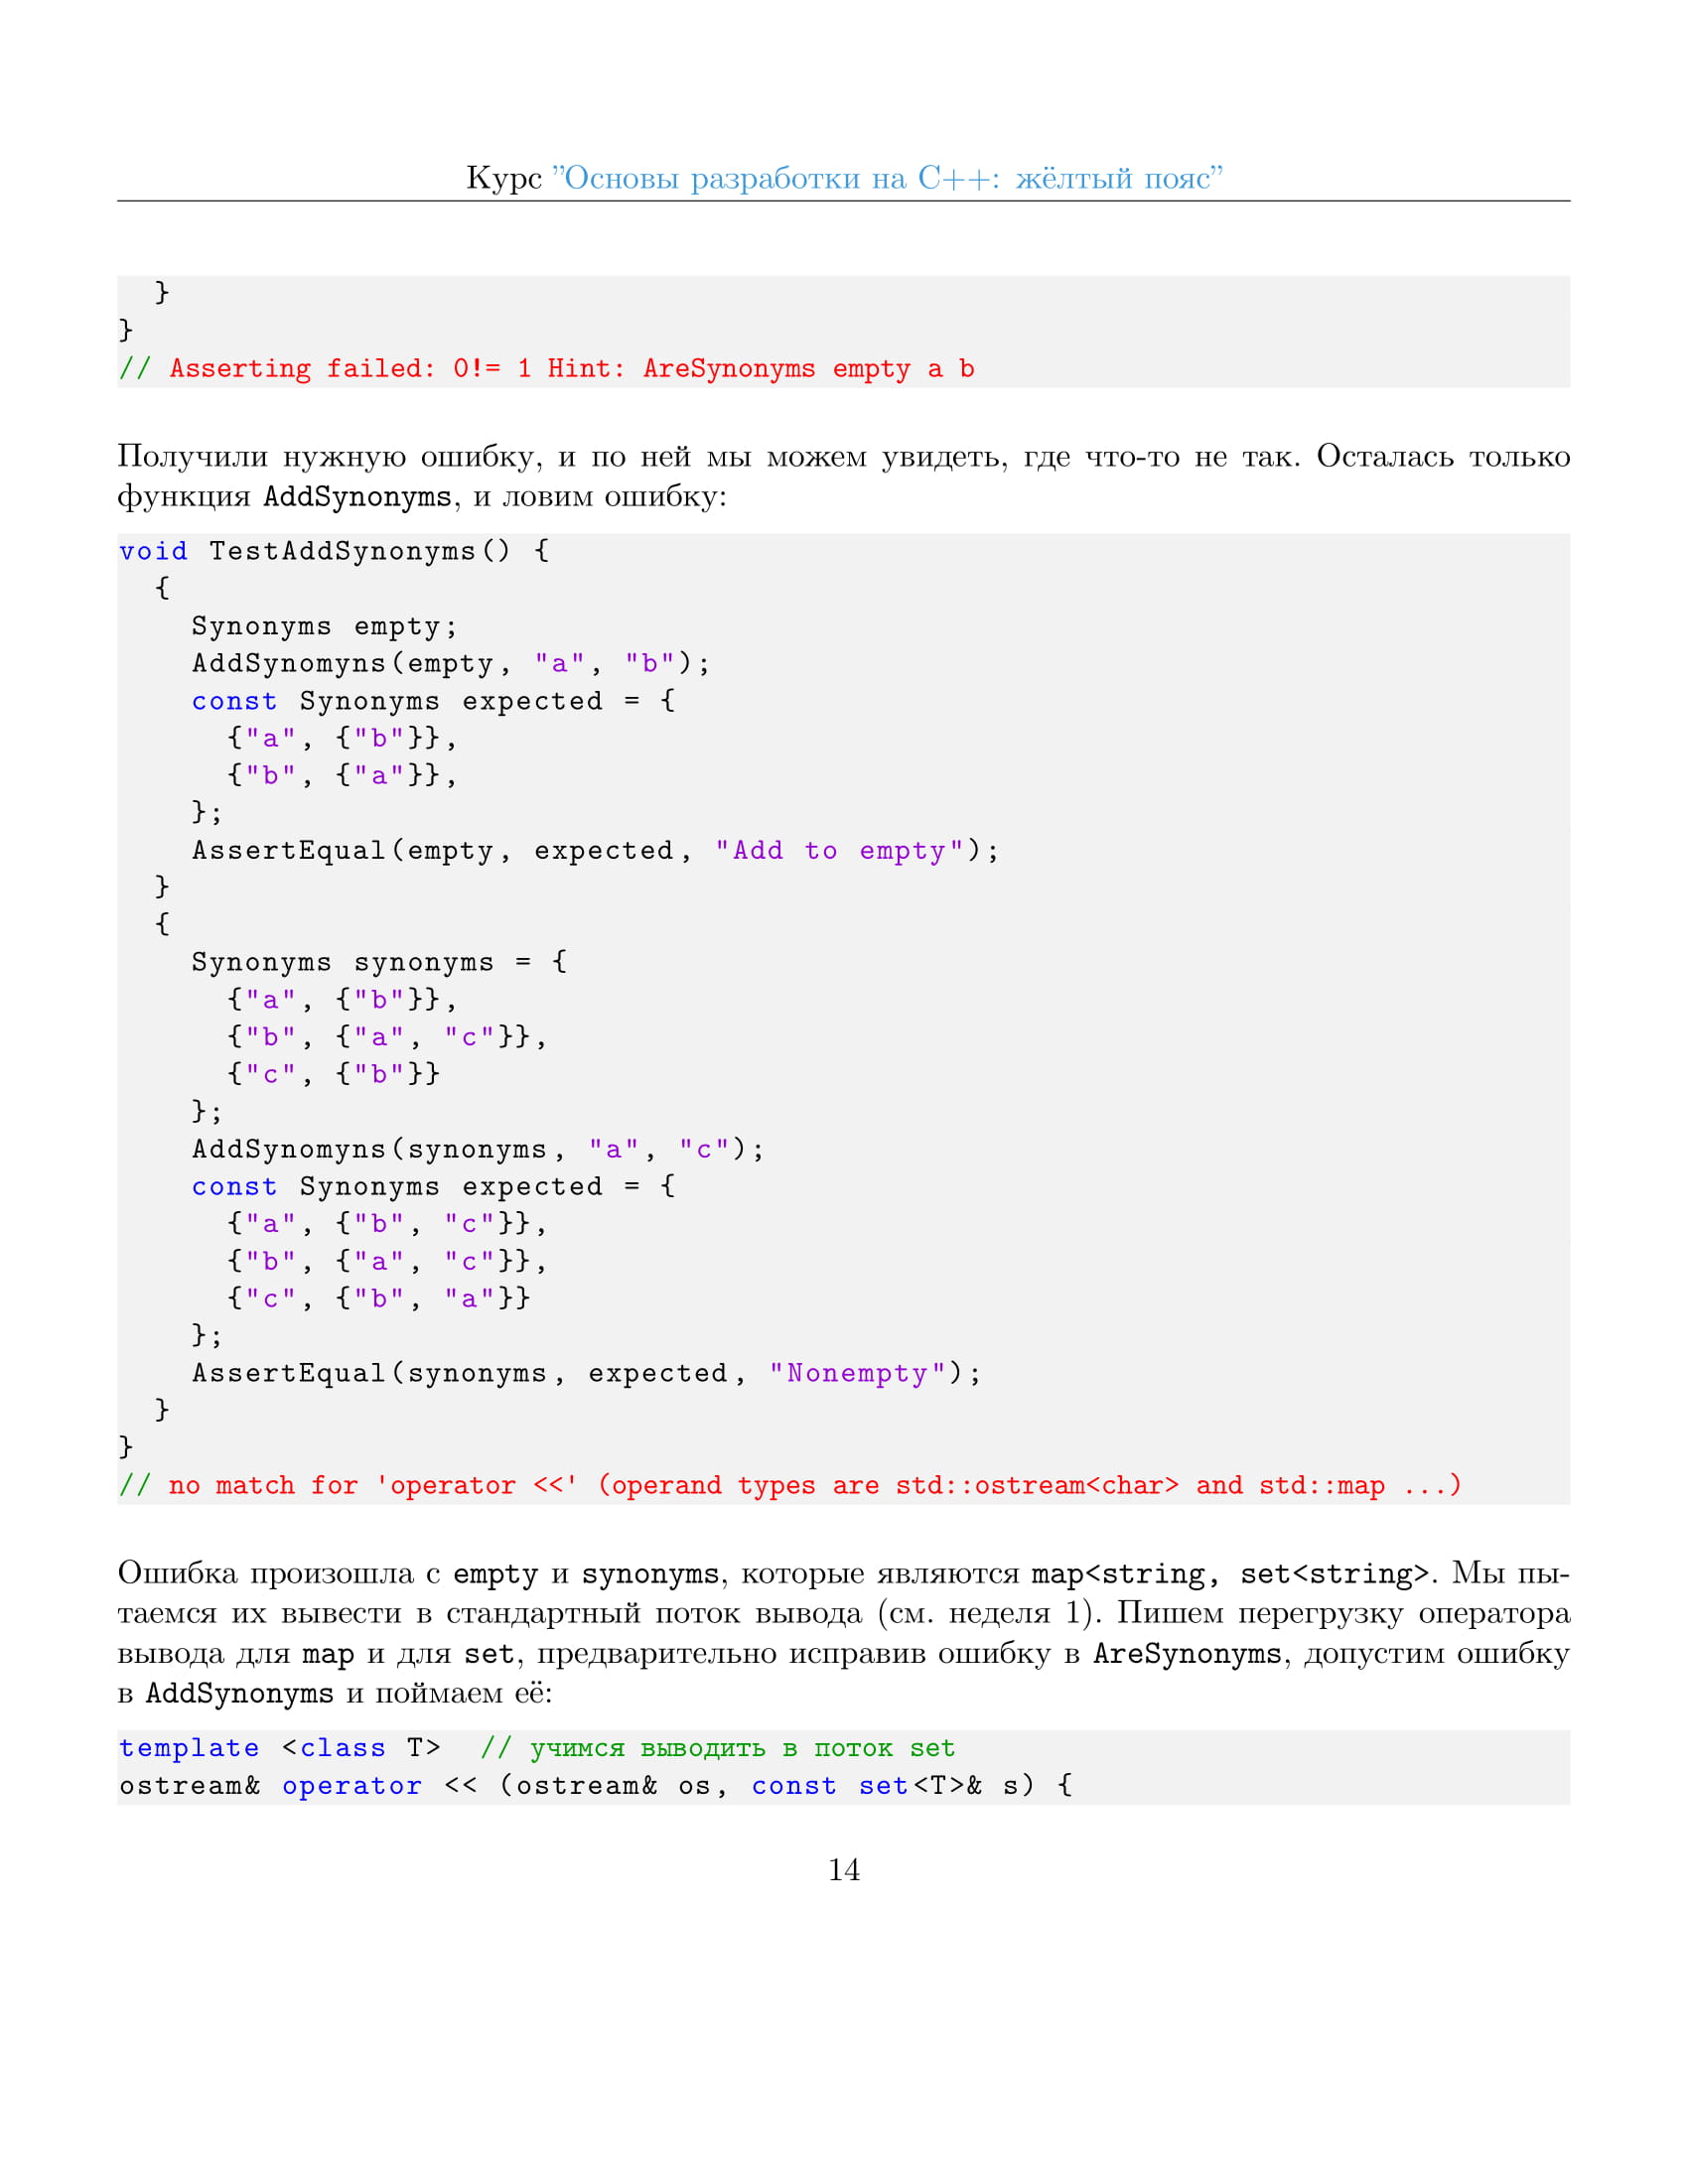 Курс ”Основы разработки на C++: жёлтый пояс”
  }
}
// Asserting failed: 0!= 1 Hint: AreSynonyms empty a b
Получили нужную ошибку, и по ней мы можем увидеть, где что-то не так. Осталась только
функция AddSynonyms, и ловим ошибку:
void TestAddSynonyms() {
  {
    Synonyms empty;
    AddSynomyns(empty, "a", "b");
    const Synonyms expected = {
      {"a", {"b"}},
      {"b", {"a"}},
    };
    AssertEqual(empty, expected, "Add to empty");
  }
  {
    Synonyms synonyms = {
      {"a", {"b"}},
      {"b", {"a", "c"}},
      {"c", {"b"}}
    };
    AddSynomyns(synonyms, "a", "c");
    const Synonyms expected = {
      {"a", {"b", "c"}},
      {"b", {"a", "c"}},
      {"c", {"b", "a"}}
    };
    AssertEqual(synonyms, expected, "Nonempty");
  }
}
// no match for 'operator <<' (operand types are std::ostream<char> and std::map ...)
Ошибка произошла с empty и synonyms, которые являются map<string, set<string>. Мы пы-
таемся их вывести в стандартный поток вывода (см. неделя 1). Пишем перегрузку оператора
вывода для map и для set, предварительно исправив ошибку в AreSynonyms, допустим ошибку
в AddSynonyms и поймаем её:
template <class T>  // учимся выводить в поток set
ostream& operator << (ostream& os, const set<T>& s) {
14